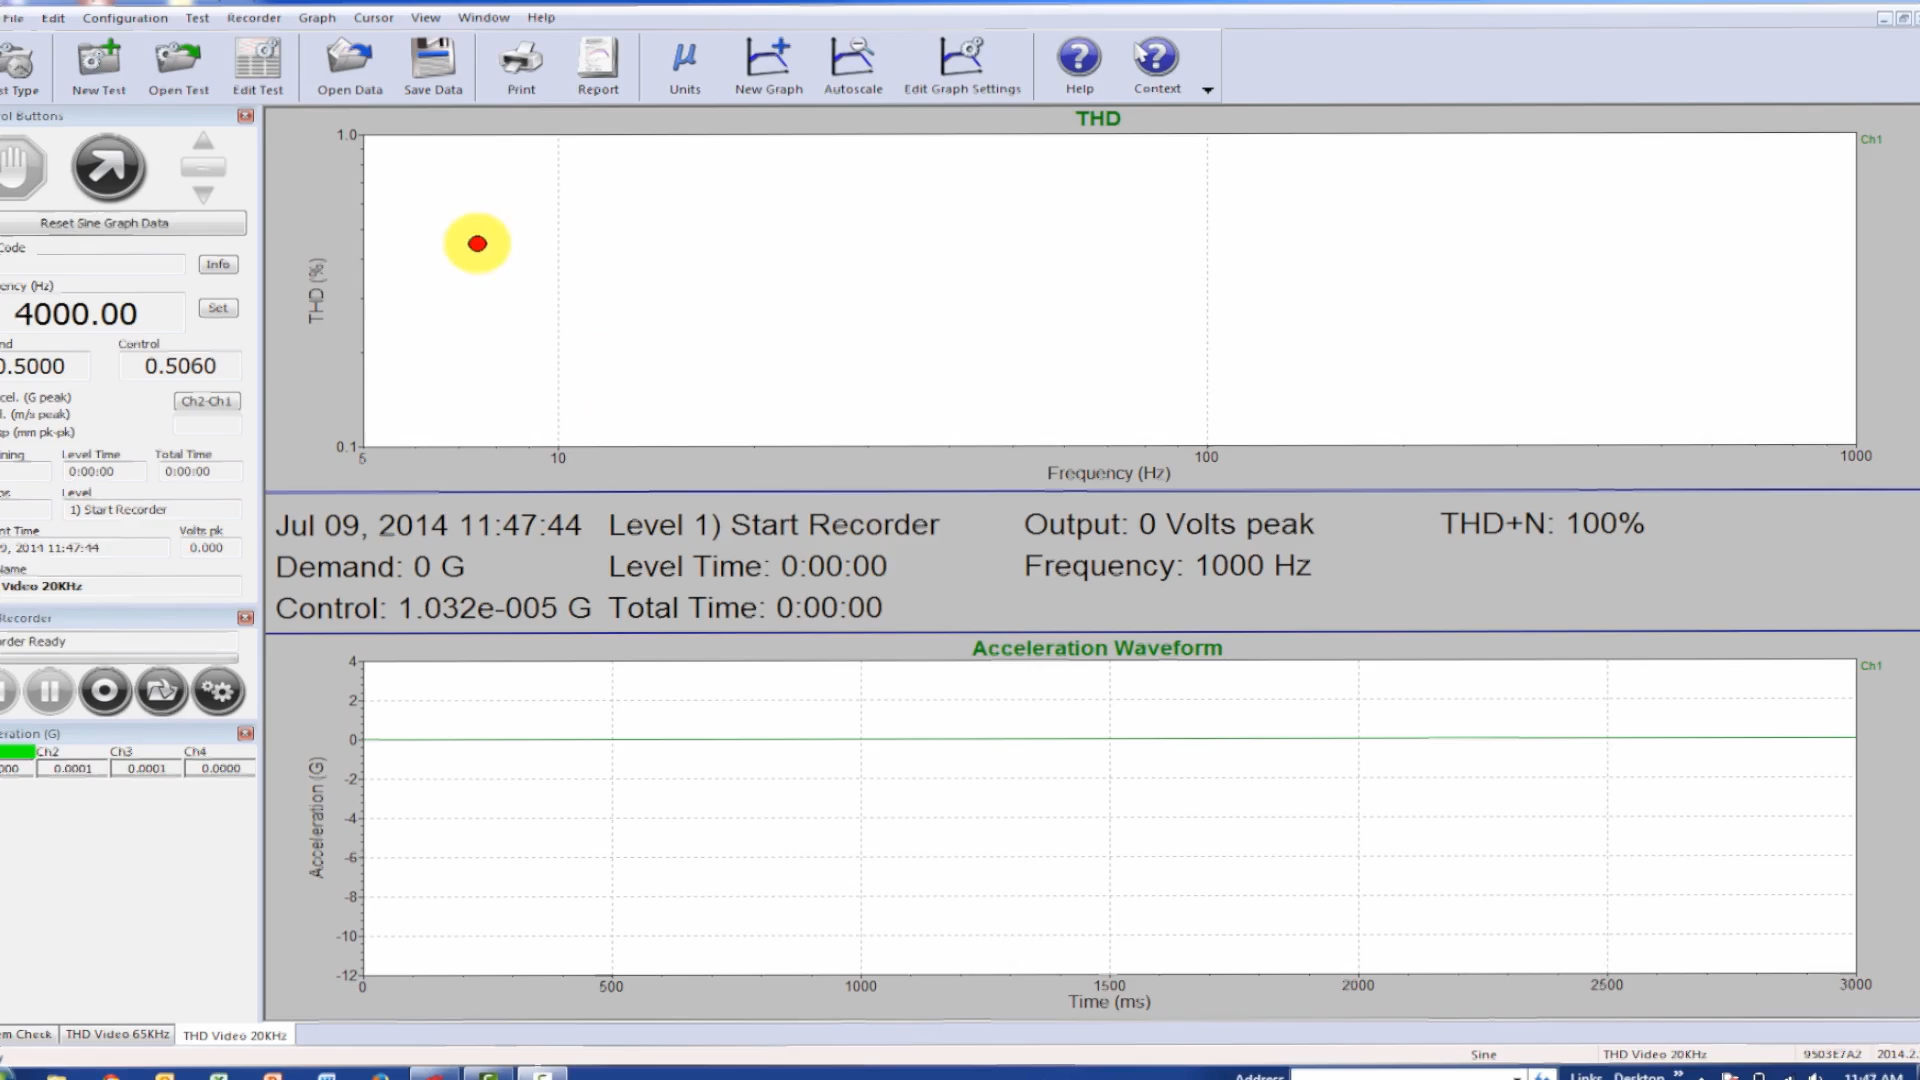 File Edit Configuration Test Recorder Graph Cursor View Window Help
st Type New Test Open Test Edit Test Open Data Save Data Print Report Units New Graph Autoscale Edit Graph Settings Help Context
ol Buttons
Reset Sine Graph Data
Code
Info
ency (Hz)
4000.00 Set
nd Control
0.5000 0.5060
cel. (G peak) Ch2-Ch1
l. (m/s peak)
sp (mm pk-pk)
ning Level Time Total Time
0:00:00 0:00:00
Level
1) Start Recorder
nt Time Volts pk
9, 2014 11:47:44 0.000
Name
Video 20KHz
Recorder
order Ready
eration (G)
Ch2 Ch3 Ch4
000 0.0001 0.0001 0.0000
THD
Ch1
1.0
THD (%)
0.1
5 10 100 1000
Frequency (Hz)
Jul 09, 2014 11:47:44 Level 1) Start Recorder Output: 0 Volts peak THD+N: 100%
Demand: 0 G Level Time: 0:00:00 Frequency: 1000 Hz
Control: 1.032e-005 G Total Time: 0:00:00
Acceleration Waveform
Ch1
4
2
0
-2
-4
-6
-8
-10
-12
Acceleration (G)
0 500 1000 1500 2000 2500 3000
Time (ms)
em Check THD Video 65KHz THD Video 20KHz
Sine THD Video 20KHz 9503E7A2 2014.2.
Address Links Desktop » 11:47 AM